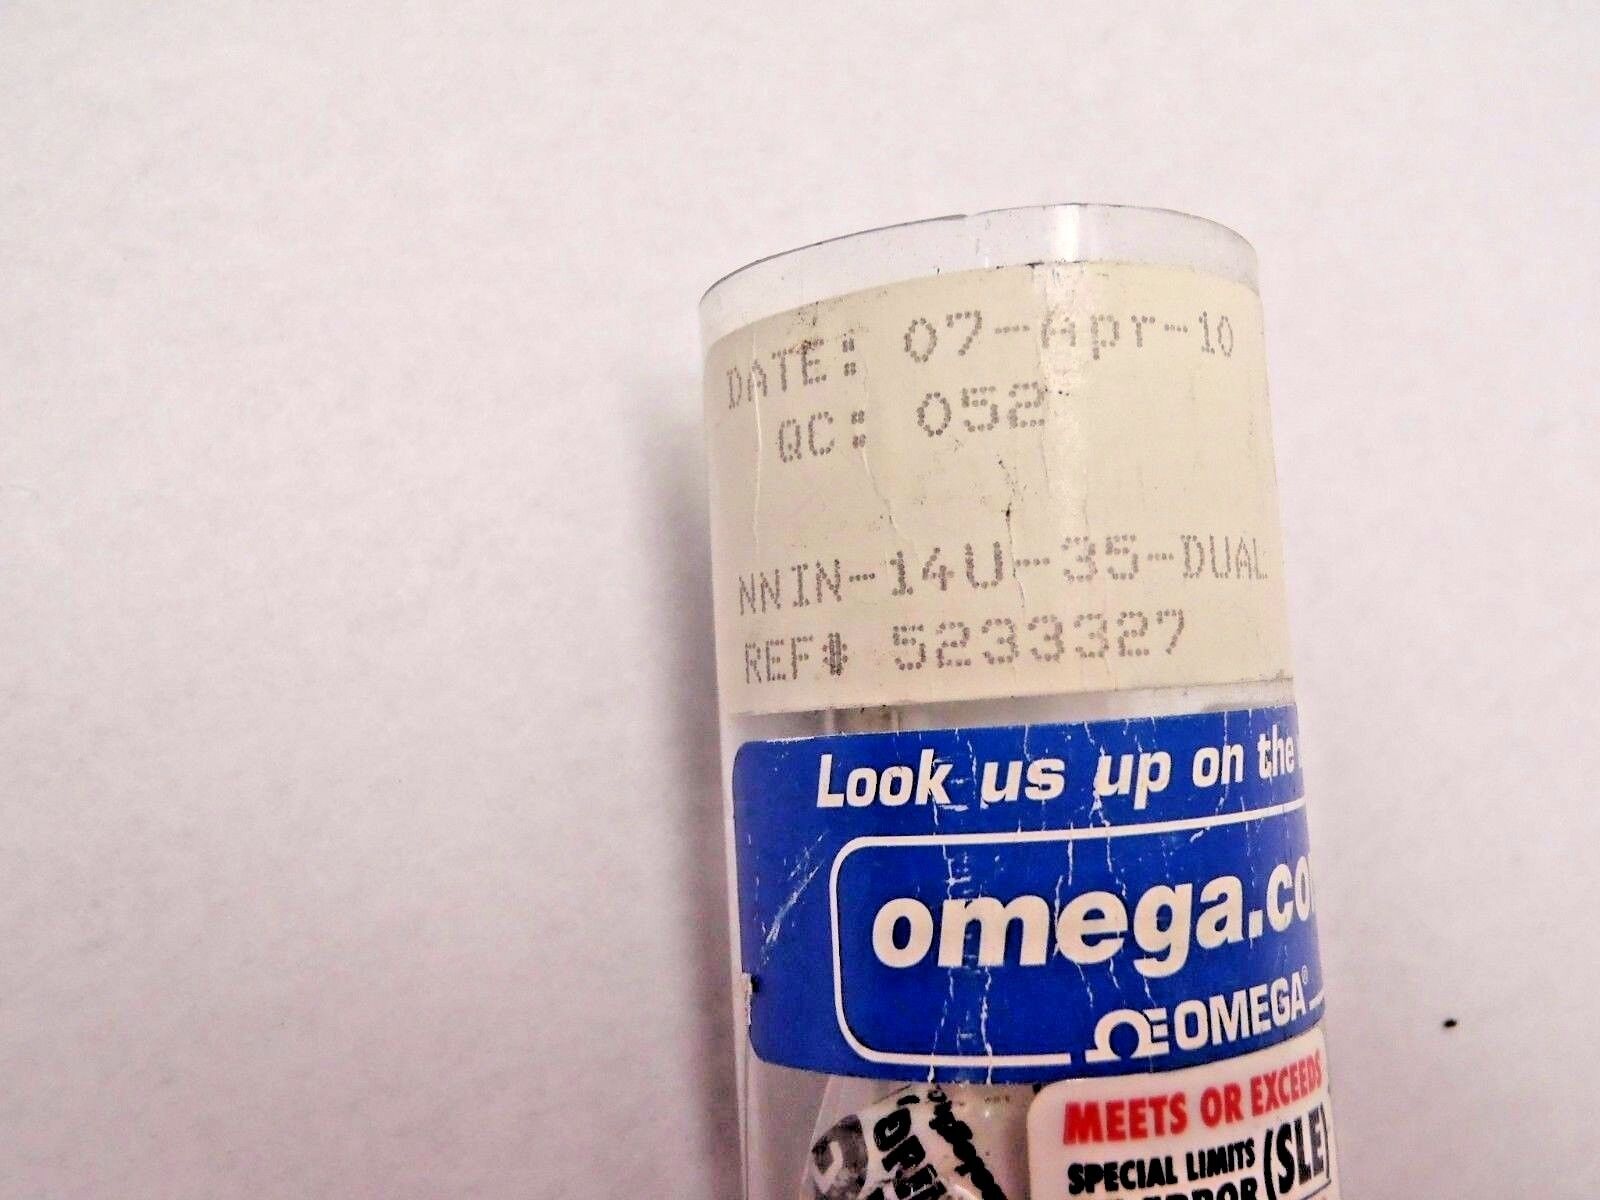 DATE: 07-Apr-10
QC: 052
NNIN-14U-35-DUAL
REF# 5233327
Look us up on the
omega.co
OMEGA®
MEETS OR EXCEEDS
SPECIAL LIMITS
(SLE)